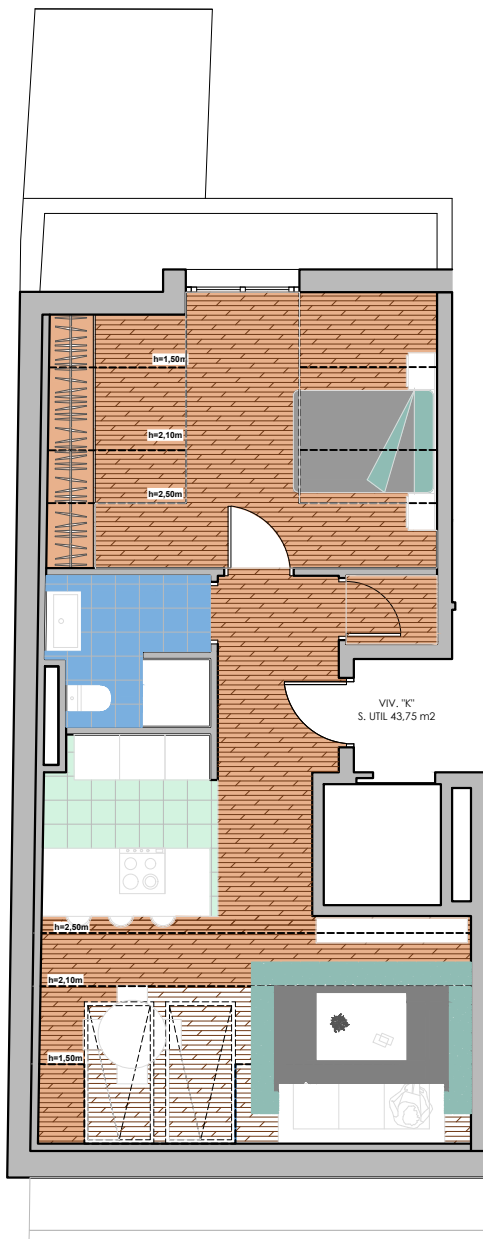 h=1,50m
h=2,10m
h=2,50m
VIV. "K"
S. UTIL 43,75 m2
h=2,50m
h=2,10m
h=1,50m